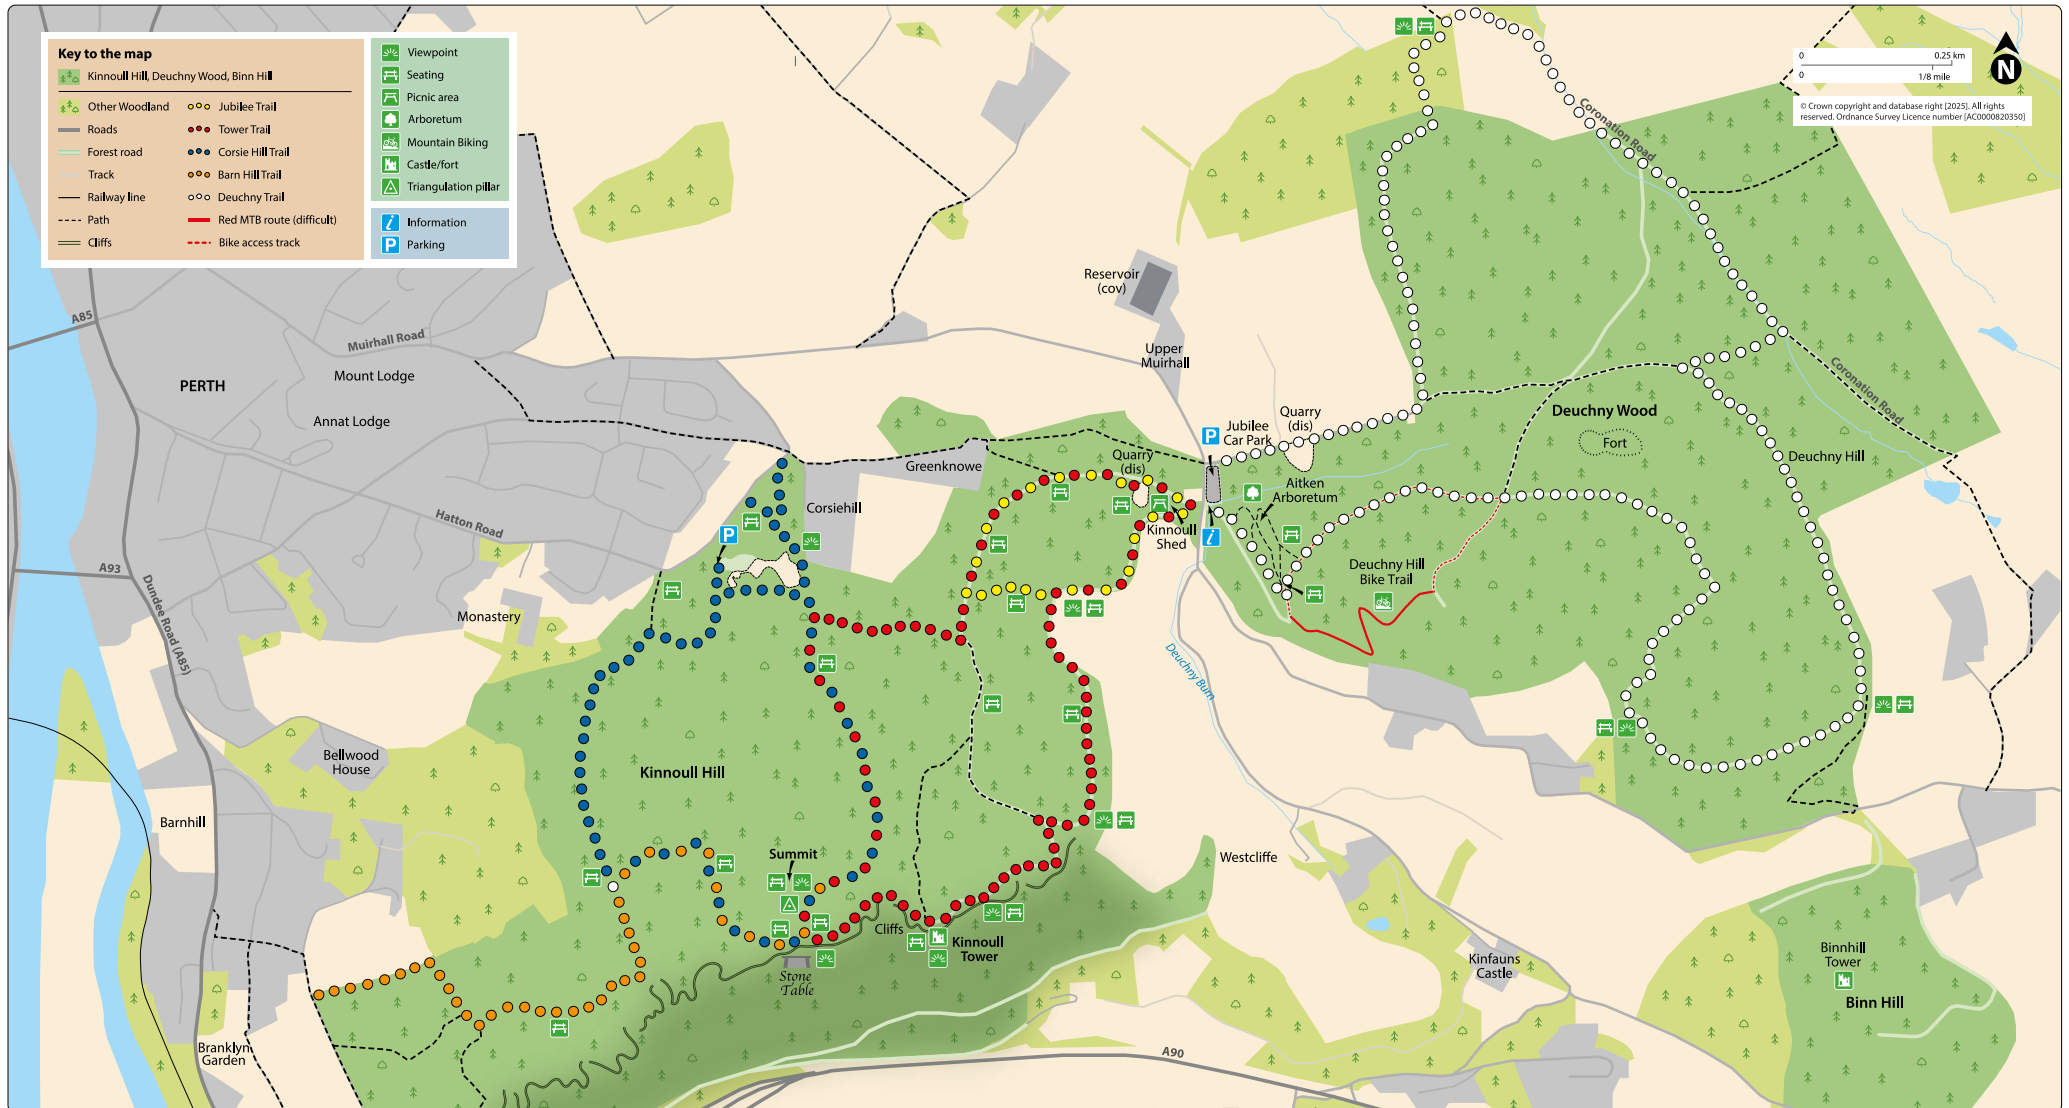 Key to the map
Kinnoull Hill, Deuchny Wood, Binn Hill
Other Woodland
Roads
Forest road
Track
Railway line
Path
Cliffs
Jubilee Trail
Tower Trail
Corsie Hill Trail
Barn Hill Trail
Deuchny Trail
Red MTB route (difficult)
Bike access track
Viewpoint
Seating
Picnic area
Arboretum
Mountain Biking
Castle/fort
Triangulation pillar
i Information
P Parking
0 0.25 km
0 1/8 mile
N
© Crown copyright and database right [2025]. All rights
reserved. Ordnance Survey Licence number [AC0000820350]
Coronation Road
Reservoir
(cov)
A85
Muirhall Road
Upper
Muirhall
PERTH
Mount Lodge
Annat Lodge
Coronation Road
Quarry
(dis)
Deuchny Wood
P
Jubilee
Car Park
Fort
Deuchny Hill
Greenknowe
Quarry
(dis)
Aitken
Arboretum
Corsiehill
Hatton Road
P
Kinnoull
Shed
i
A93
Deuchny Hill
Bike Trail
Dundee Road (A85)
Monastery
Deuchny Burn
Bellwood
House
Kinnoull Hill
Barnhill
Summit
Westcliffe
Cliffs
Kinnoull
Tower
Stone
Table
Kinfauns
Castle
Binnhill
Tower
Binn Hill
Branklyn
Garden
A90